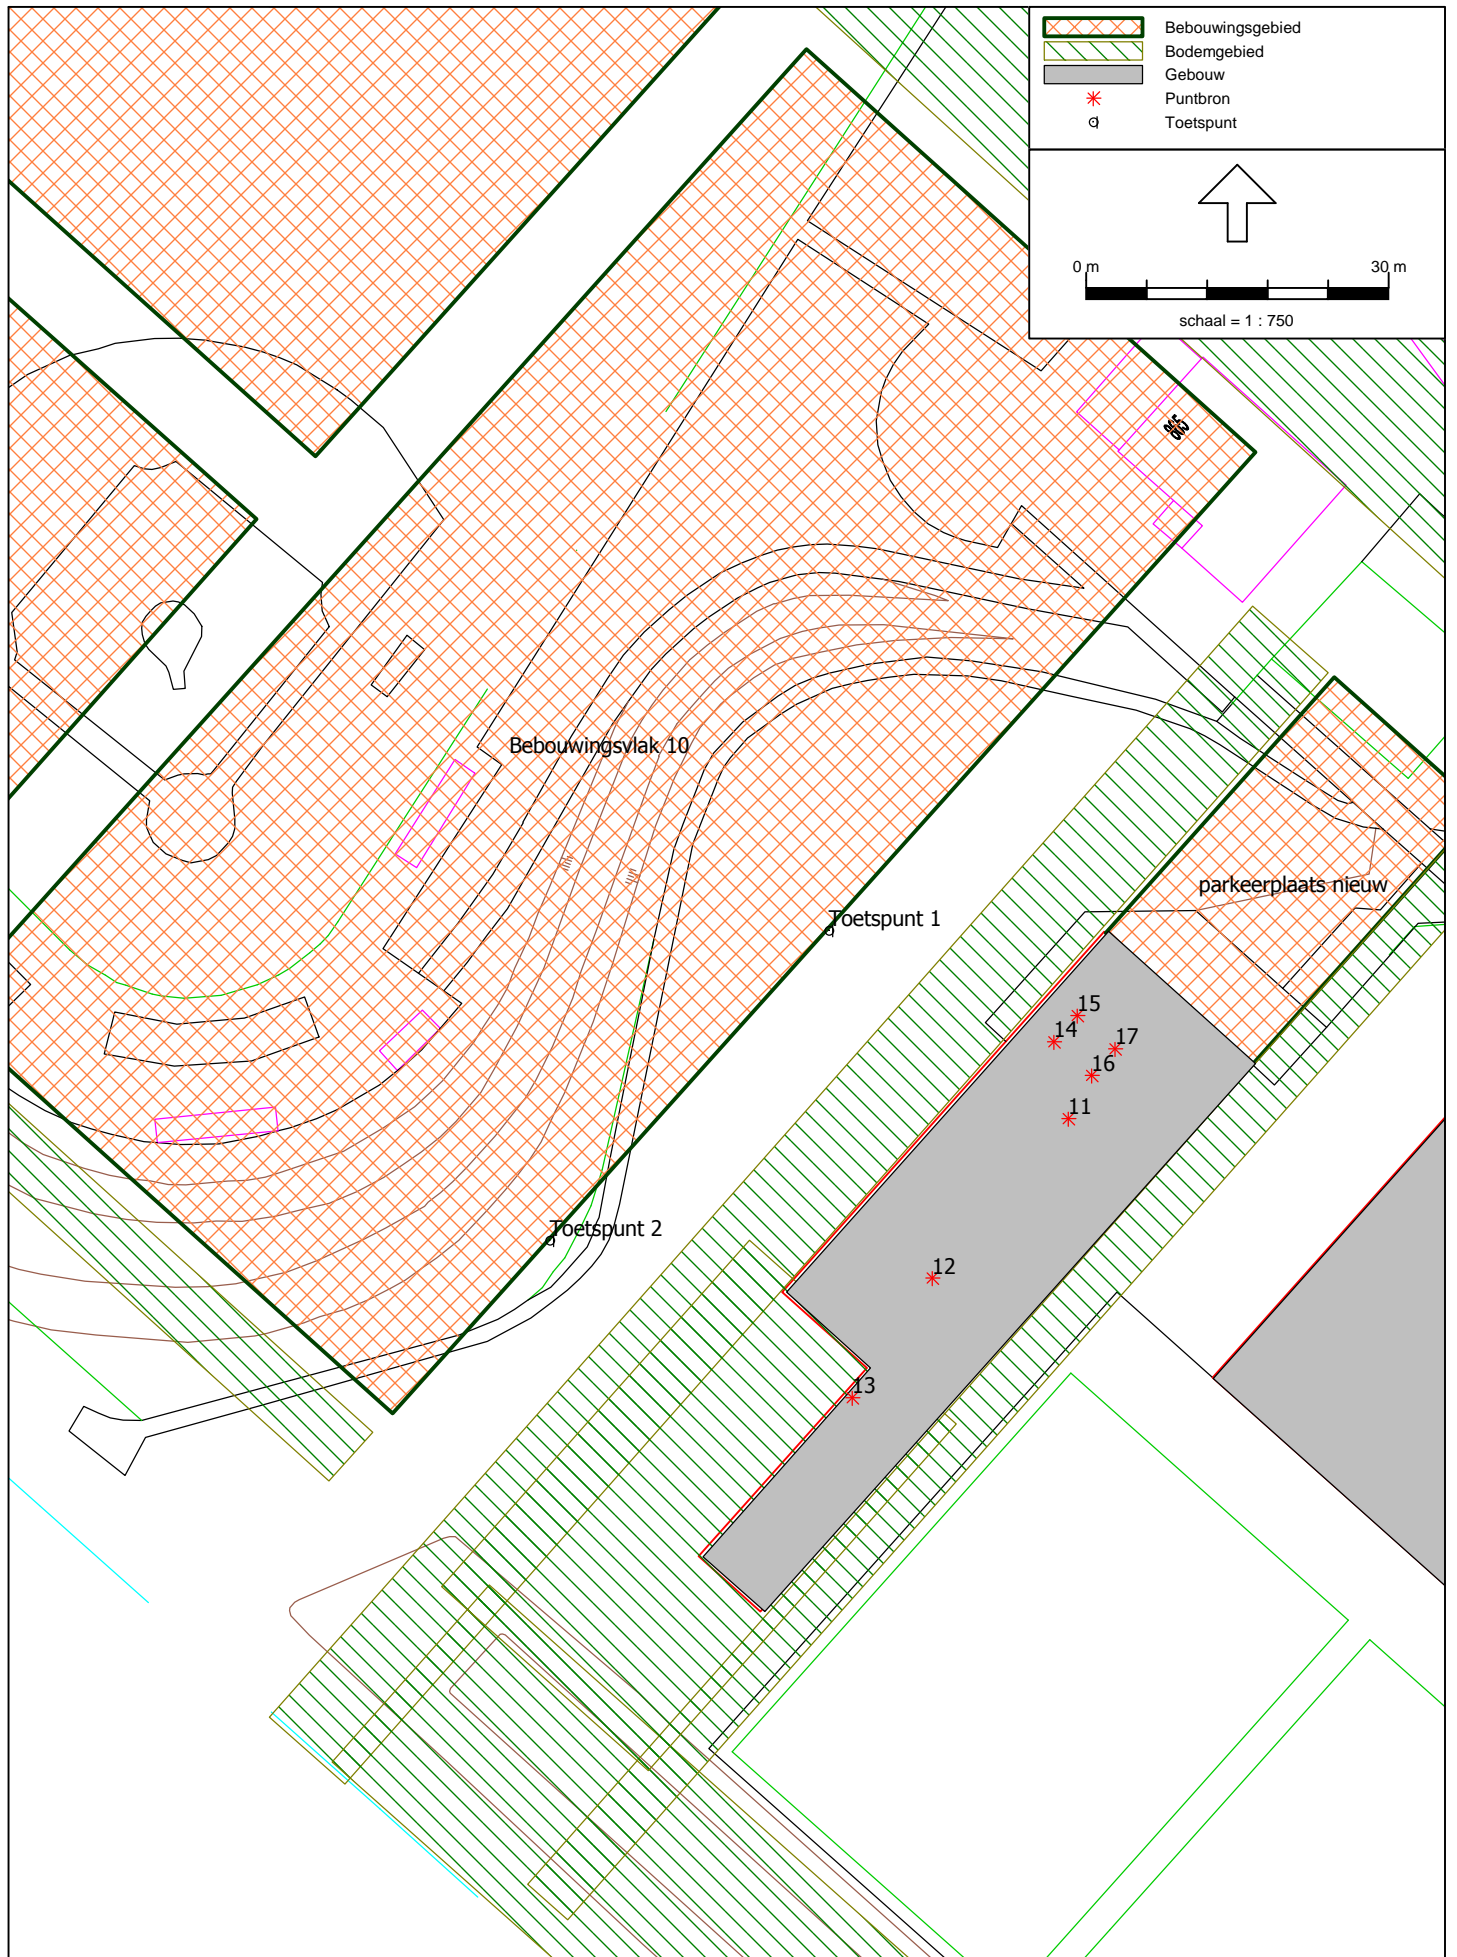 Bebouwingsgebied
Bodemgebied
Gebouw
Puntbron
Toetspunt
0 m 30 m
schaal = 1 : 750
Bebouwingsvlak 10
parkeerplaats nieuw
Toetspunt 1
15
14
17
16
11
Toetspunt 2
12
13